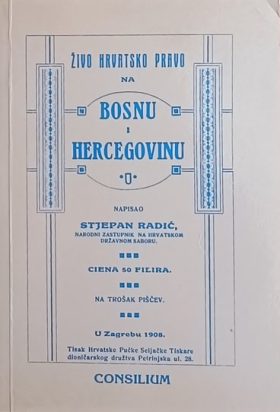 ŽIVO HRVATSKO PRAVO
NA
BOSNU
I
HERCEGOVINU
NAPISAO
STJEPAN RADIĆ,
NARODNI ZASTUPNIK NA HRVATSKOM
DRŽAVNOM SABORU.
CIENA 50 FILIRA.
NA TROŠAK PIŠČEV.
U Zagrebu 1908.
Tisak Hrvatske Pučke Seljačke Tiskare
dioničarskog družtva Petrinjska ul. 28.
CONSILIUM